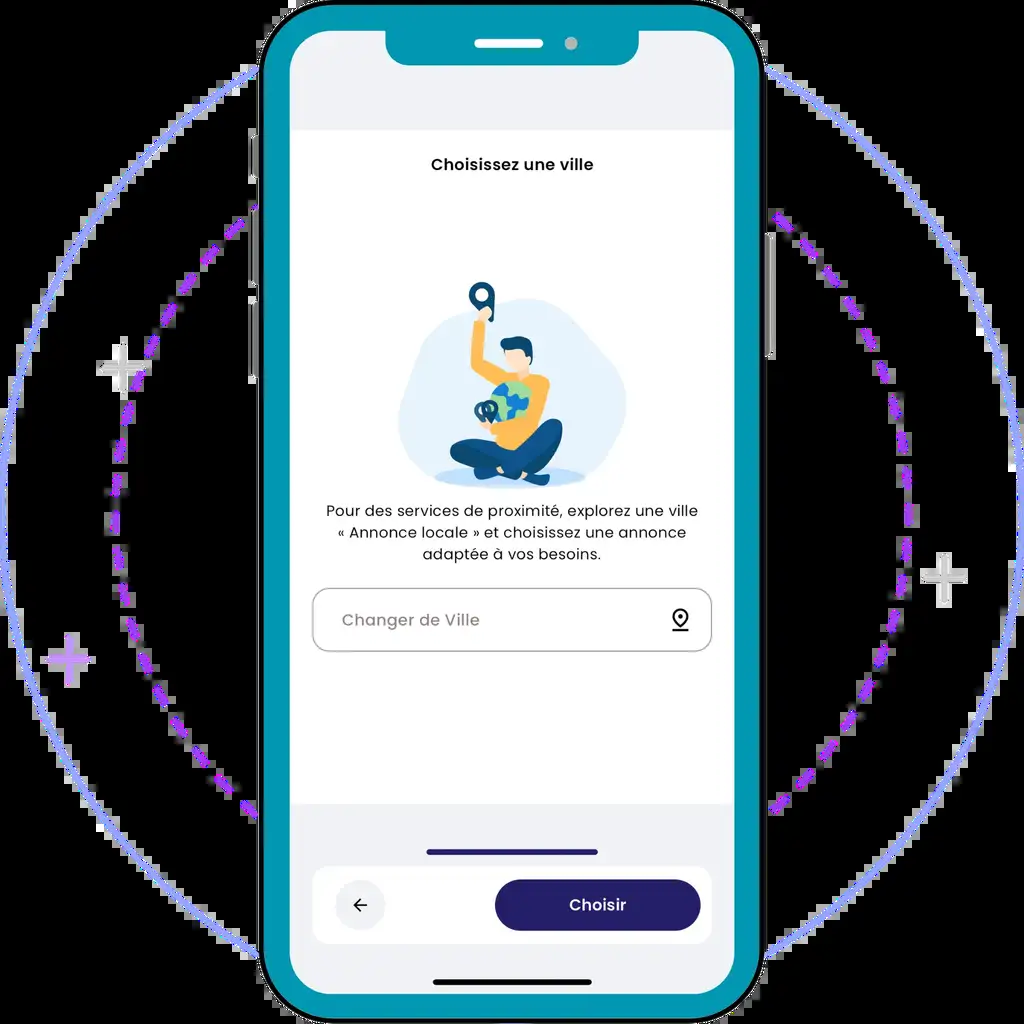 Choisissez une ville
Pour des services de proximité, explorez une ville
« Annonce locale » et choisissez une annonce
adaptée à vos besoins.
Changer de Ville
Choisir